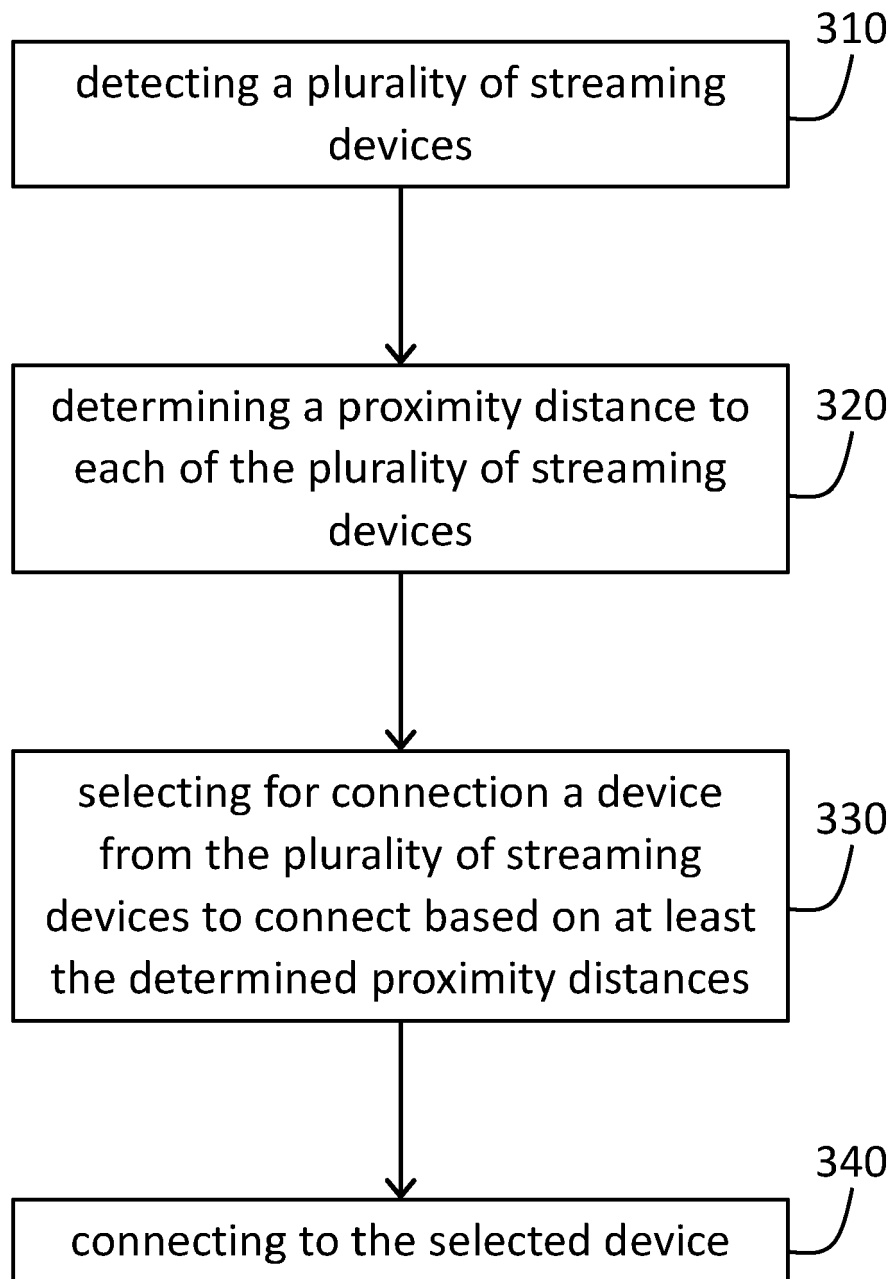 310
detecting a plurality of streaming
devices
320
determining a proximity distance to
each of the plurality of streaming
devices
330
selecting for connection a device
from the plurality of streaming
devices to connect based on at least
the determined proximity distances
340
connecting to the selected device